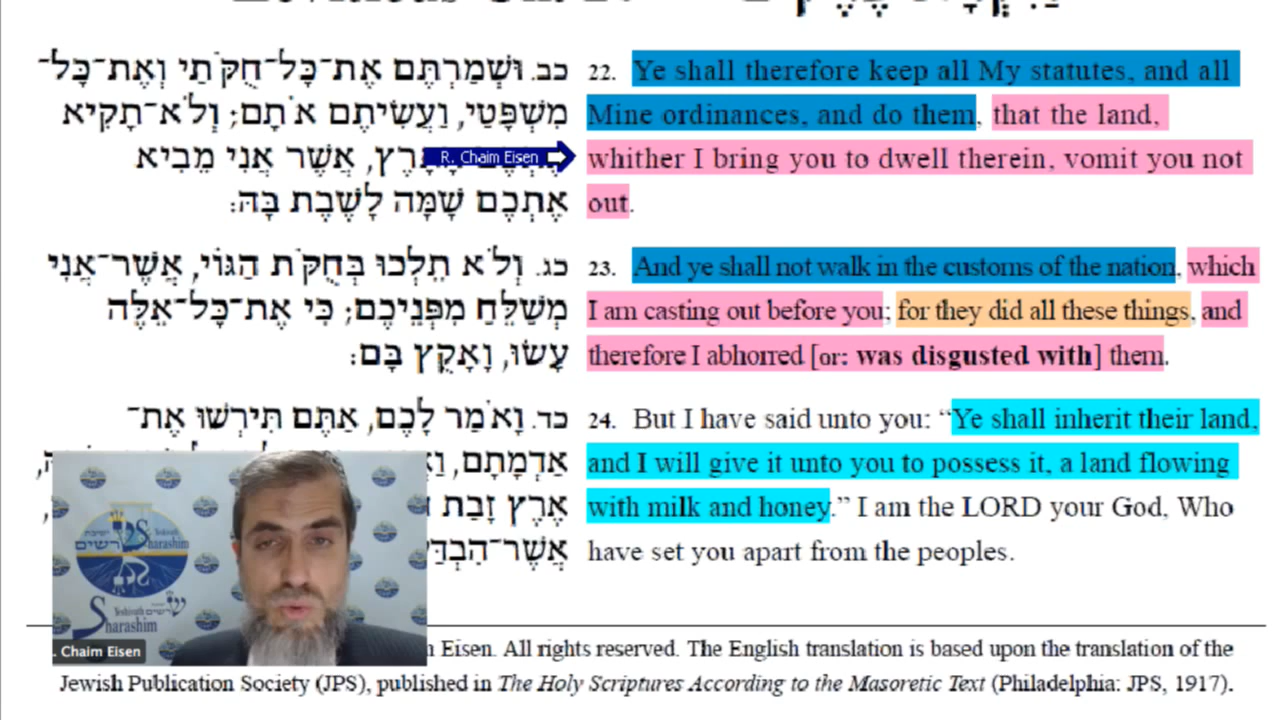 כב. וּשְׁמַרְתֶּם אֶת־כָּל־חֻקֹּתַי וְאֶת־כָּל־
מִשְׁפָּטַי, וַעֲשִׂיתֶם אֹתָם; וְלֹא־תָקִיא
אֲשֶׁר אֲנִי מֵבִיא
אֶתְכֶם שָׁמָּה לָשֶׁבֶת בָּהּ:
R. Chaim Eisen
22. Ye shall therefore keep all My statutes, and all
Mine ordinances, and do them, that the land,
whither I bring you to dwell therein, vomit you not
out.
כג. וְלֹא תֵלְכוּ בְּחֻקֹּת הַגּוֹי, אֲשֶׁר־אֲנִי
מְשַׁלֵּחַ מִפְּנֵיכֶם; כִּי אֶת־כָּל־אֵלֶּה
עָשׂוּ, וָאָקֻץ בָּם:
23. And ye shall not walk in the customs of the nation, which
I am casting out before you; for they did all these things, and
therefore I abhorred [or: was disgusted with] them.
כד. וָאֹמַר לָכֶם, אַתֶּם תִּירְשׁוּ אֶת־
אַדְמָתָם,
אֶרֶץ זָבַת
24. But I have said unto you: “Ye shall inherit their land,
and I will give it unto you to possess it, a land flowing
with milk and honey.” I am the LORD your God, Who
have set you apart from the peoples.
ישיבת
שרשים
Sharashim
Yeshivath
Sharashim
. Chaim Eisen
Eisen. All rights reserved. The English translation is based upon the translation of the
Jewish Publication Society (JPS), published in The Holy Scriptures According to the Masoretic Text (Philadelphia: JPS, 1917).